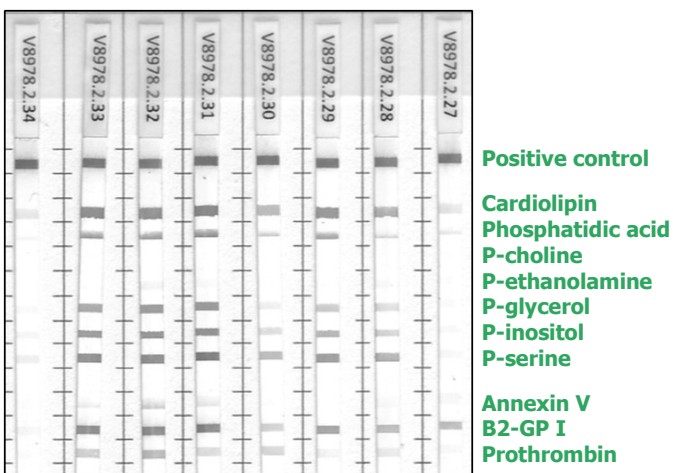 V8978.2.34
V8978.2.33
V8978.2.32
V8978.2.31
V8978.2.30
V8978.2.29
V8978.2.28
V8978.2.27
Positive control
Cardiolipin
Phosphatidic acid
P-choline
P-ethanolamine
P-glycerol
P-inositol
P-serine
Annexin V
B2-GP I
Prothrombin